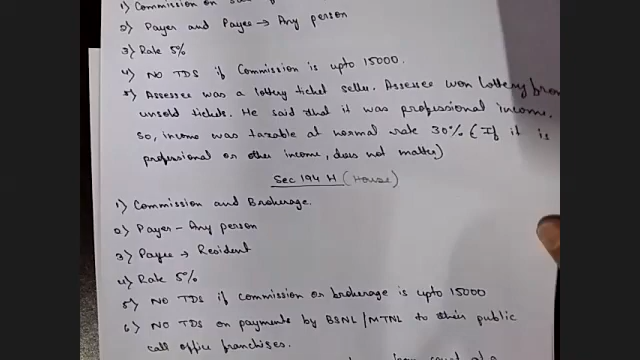 1) Commission on
2) Payer and Payee → Any person
3) Rate 5%
4) NO TDS if Commission is upto 15000.
5) Assessee was a lottery ticket seller. Assessee won lottery from
unsold tickets. He said that it was professional income.
So, income was taxable at normal rate 30% (If it is
professional or other income, does not matter)
Sec 194 H (House)
1) Commission and Brokerage.
2) Payer - Any person
3) Payee → Resident
4) Rate 5%
5) NO TDS if commission or brokerage is upto 15000
6) NO TDS on payments by BSNL/MTNL to their public
call office franchises.